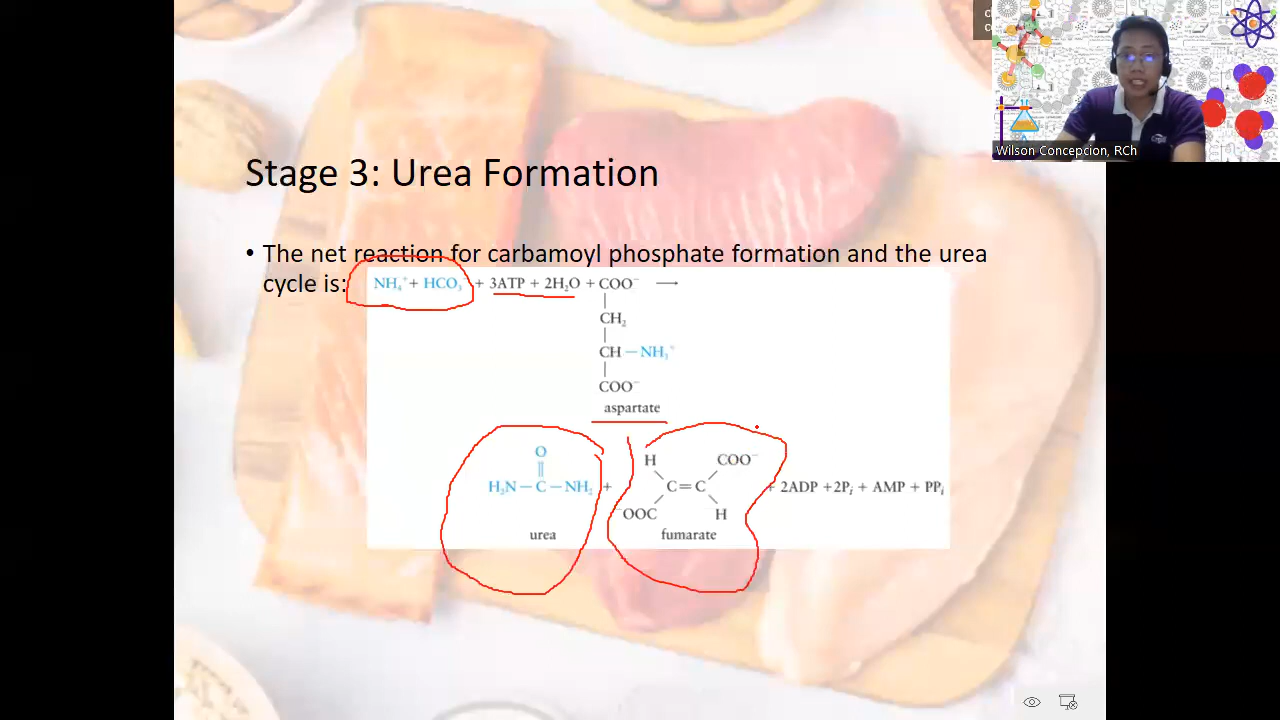 Stage 3: Urea Formation
• The net reaction for carbamoyl phosphate formation and the urea
cycle is:
NH₄⁺ + HCO₃ + 3ATP + 2H₂O + COO⁻ →
CH₂
CH — NH₃⁺
COO⁻
aspartate
O
H COO⁻
H₂N — C — NH₂ + C = C + 2ADP + 2Pᵢ + AMP + PPᵢ
⁻OOC H
urea fumarate
Wilson Concepcion, RCh